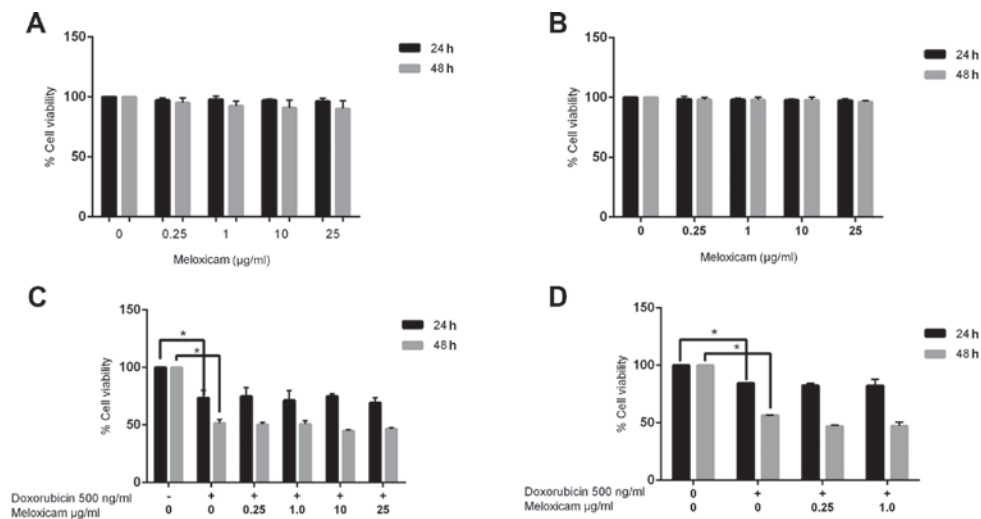 A
150
100
50
0
% Cell viability
24 h
48 h
0 0.25 1 10 25
Meloxicam (µg/ml)
B
150
100
50
0
% Cell viability
24 h
48 h
0 0.25 1 10 25
Meloxicam (µg/ml)
C
150
100
50
0
% Cell viability
24 h
48 h
*
*
Doxorubicin 500 ng/ml - + + + + +
Meloxicam µg/ml 0 0 0.25 1.0 10 25
D
150
100
50
0
% Cell viability
24 h
48 h
*
*
Doxorubicin 500 ng/ml + + +
Meloxicam µg/ml 0 0 0.25 1.0
0